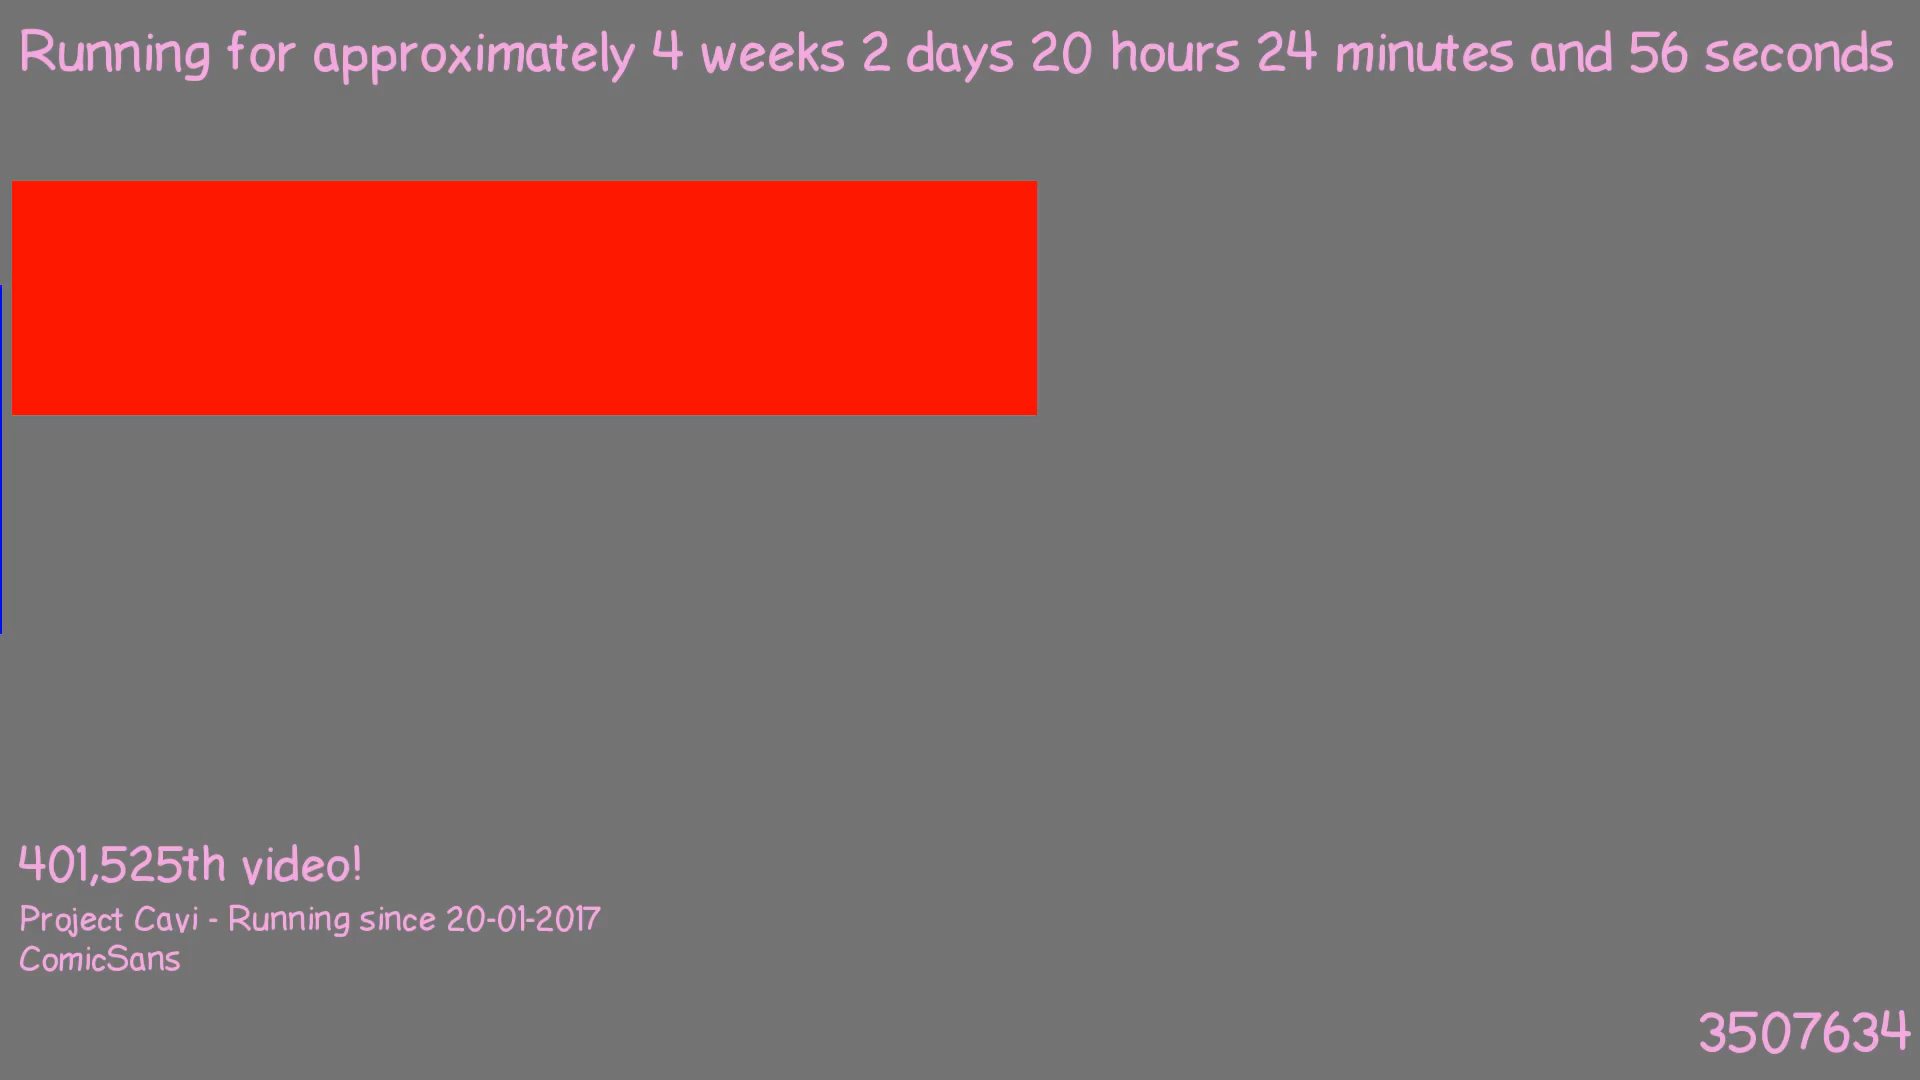 Running for approximately 4 weeks 2 days 20 hours 24 minutes and 56 seconds
401,525th video!
Project Cavi - Running since 20-01-2017
ComicSans
3507634